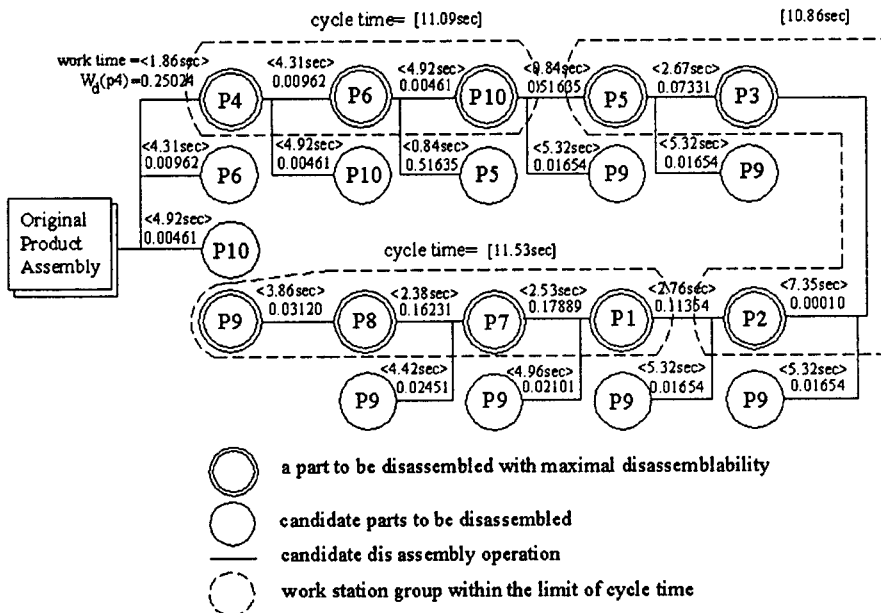 cycle time= [11.09sec]
[10.86sec]
work time =<1.86sec>
Wd(p4)=0.25024
<4.31sec>
0.00962
<4.92sec>
0.00461
<0.84sec>
0.51635
<2.67sec>
0.07331
P4
P6
P10
P5
P3
<4.31sec>
0.00962
<4.92sec>
0.00461
<0.84sec>
0.51635
<5.32sec>
0.01654
<5.32sec>
0.01654
P6
P10
P5
P9
P9
Original
Product
Assembly
<4.92sec>
0.00461
P10
cycle time= [11.53sec]
<3.86sec>
0.03120
<2.38sec>
0.16231
<2.53sec>
0.17889
<2.76sec>
0.11354
<7.35sec>
0.00010
P9
P8
P7
P1
P2
<4.42sec>
0.02451
<4.96sec>
0.02101
<5.32sec>
0.01654
<5.32sec>
0.01654
P9
P9
P9
P9
a part to be disassembled with maximal disassemblability
candidate parts to be disassembled
candidate dis assembly operation
work station group within the limit of cycle time